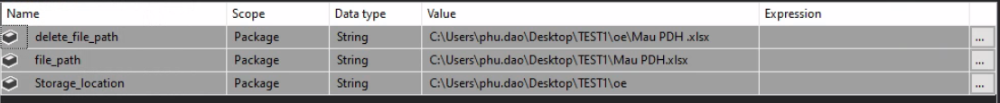 Name Scope Data type Value Expression
delete_file_path Package String C:\Users\phu.dao\Desktop\TEST1\oe\Mau PDH .xlsx ...
file_path Package String C:\Users\phu.dao\Desktop\TEST1\Mau PDH.xlsx ...
Storage_location Package String C:\Users\phu.dao\Desktop\TEST1\oe ...